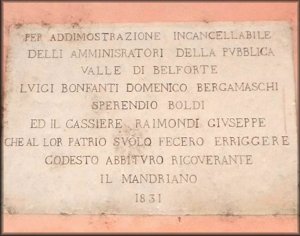 PER ADDIMOSTRAZIONE INCANCELLABILE
DELLI AMMINISRATORI DELLA PVBBLICA
VALLE DI BELFORTE
LVIGI BONFANTI DOMENICO BERGAMASCHI
SPERENDIO BOLDI
ED IL CASSIERE RAIMONDI GIVSEPPE
CHE AL LOR PATRIO SVOLO FECERO ERRIGGERE
CODESTO ABBITVRO RICOVERANTE
IL MANDRIANO
1831